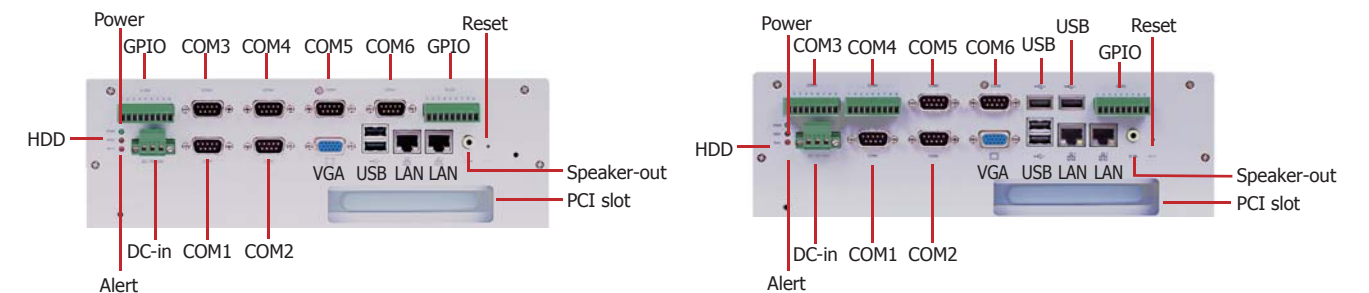 Power
Reset
GPIO COM3 COM4 COM5 COM6 GPIO
HDD
VGA USB LAN LAN
Speaker-out
PCI slot
DC-in COM1 COM2
Alert
Power
USB
Reset
COM3 COM4 COM5 COM6 USB
GPIO
HDD
VGA USB LAN LAN
Speaker-out
PCI slot
DC-in COM1 COM2
Alert